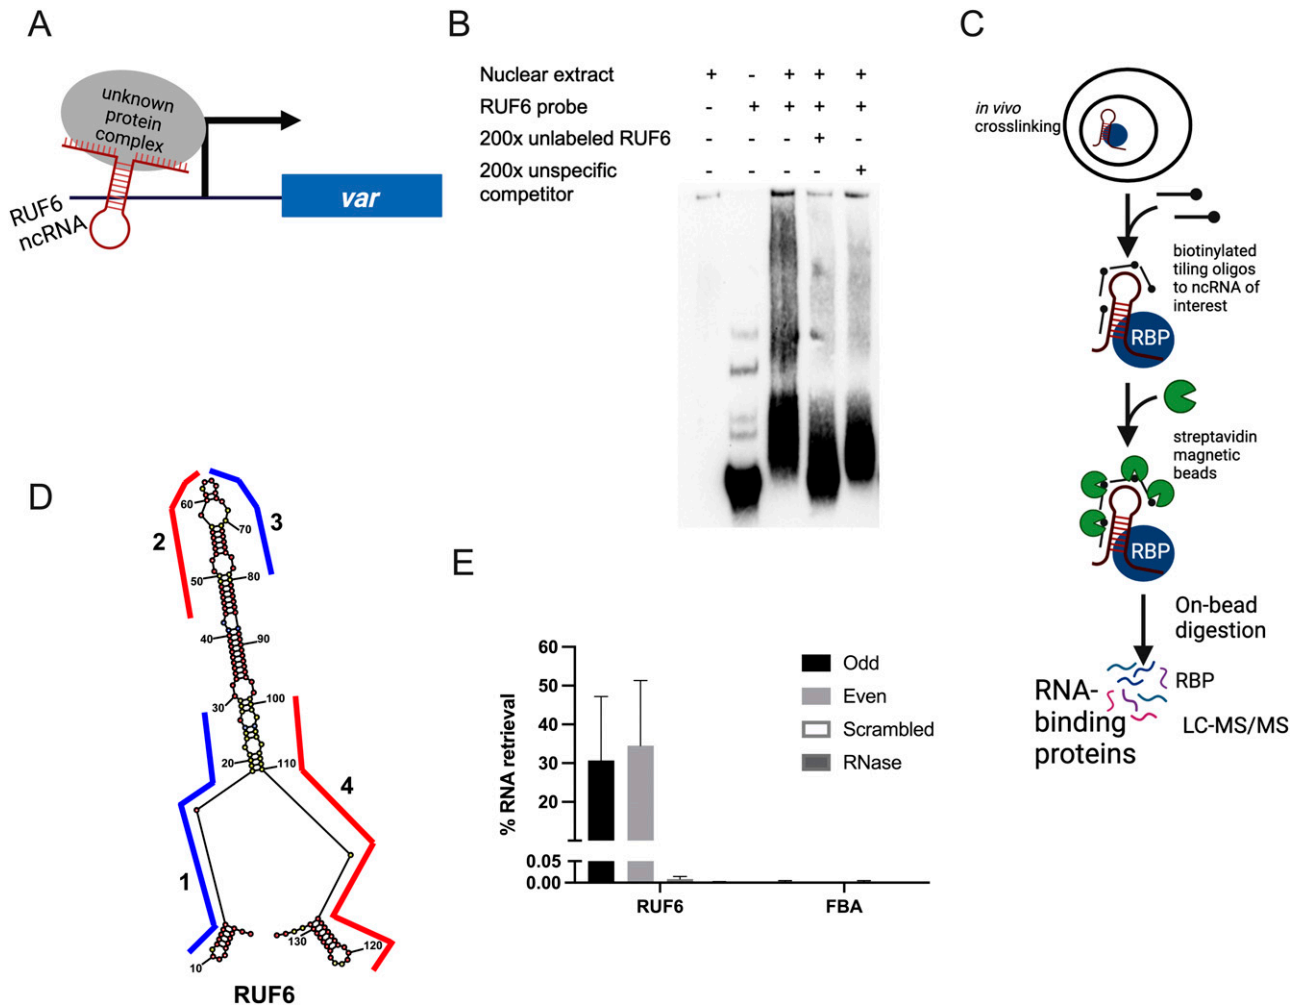 A
unknown
protein
complex
RUF6
ncRNA
var
B
Nuclear extract + - + + +
RUF6 probe - + + + +
200x unlabeled RUF6 - - - + -
200x unspecific
competitor - - - - +
C
in vivo
crosslinking
biotinylated
tiling oligos
to ncRNA of
interest
RBP
streptavidin
magnetic
beads
RBP
On-bead
digestion
RNA-
binding
proteins
RBP
LC-MS/MS
D
2
3
60
70
50
80
40
90
30
100
20
110
1
4
10
130
120
RUF6
E
% RNA retrieval
60
50
40
30
20
0.05
0.00
RUF6
FBA
Odd
Even
Scrambled
RNase